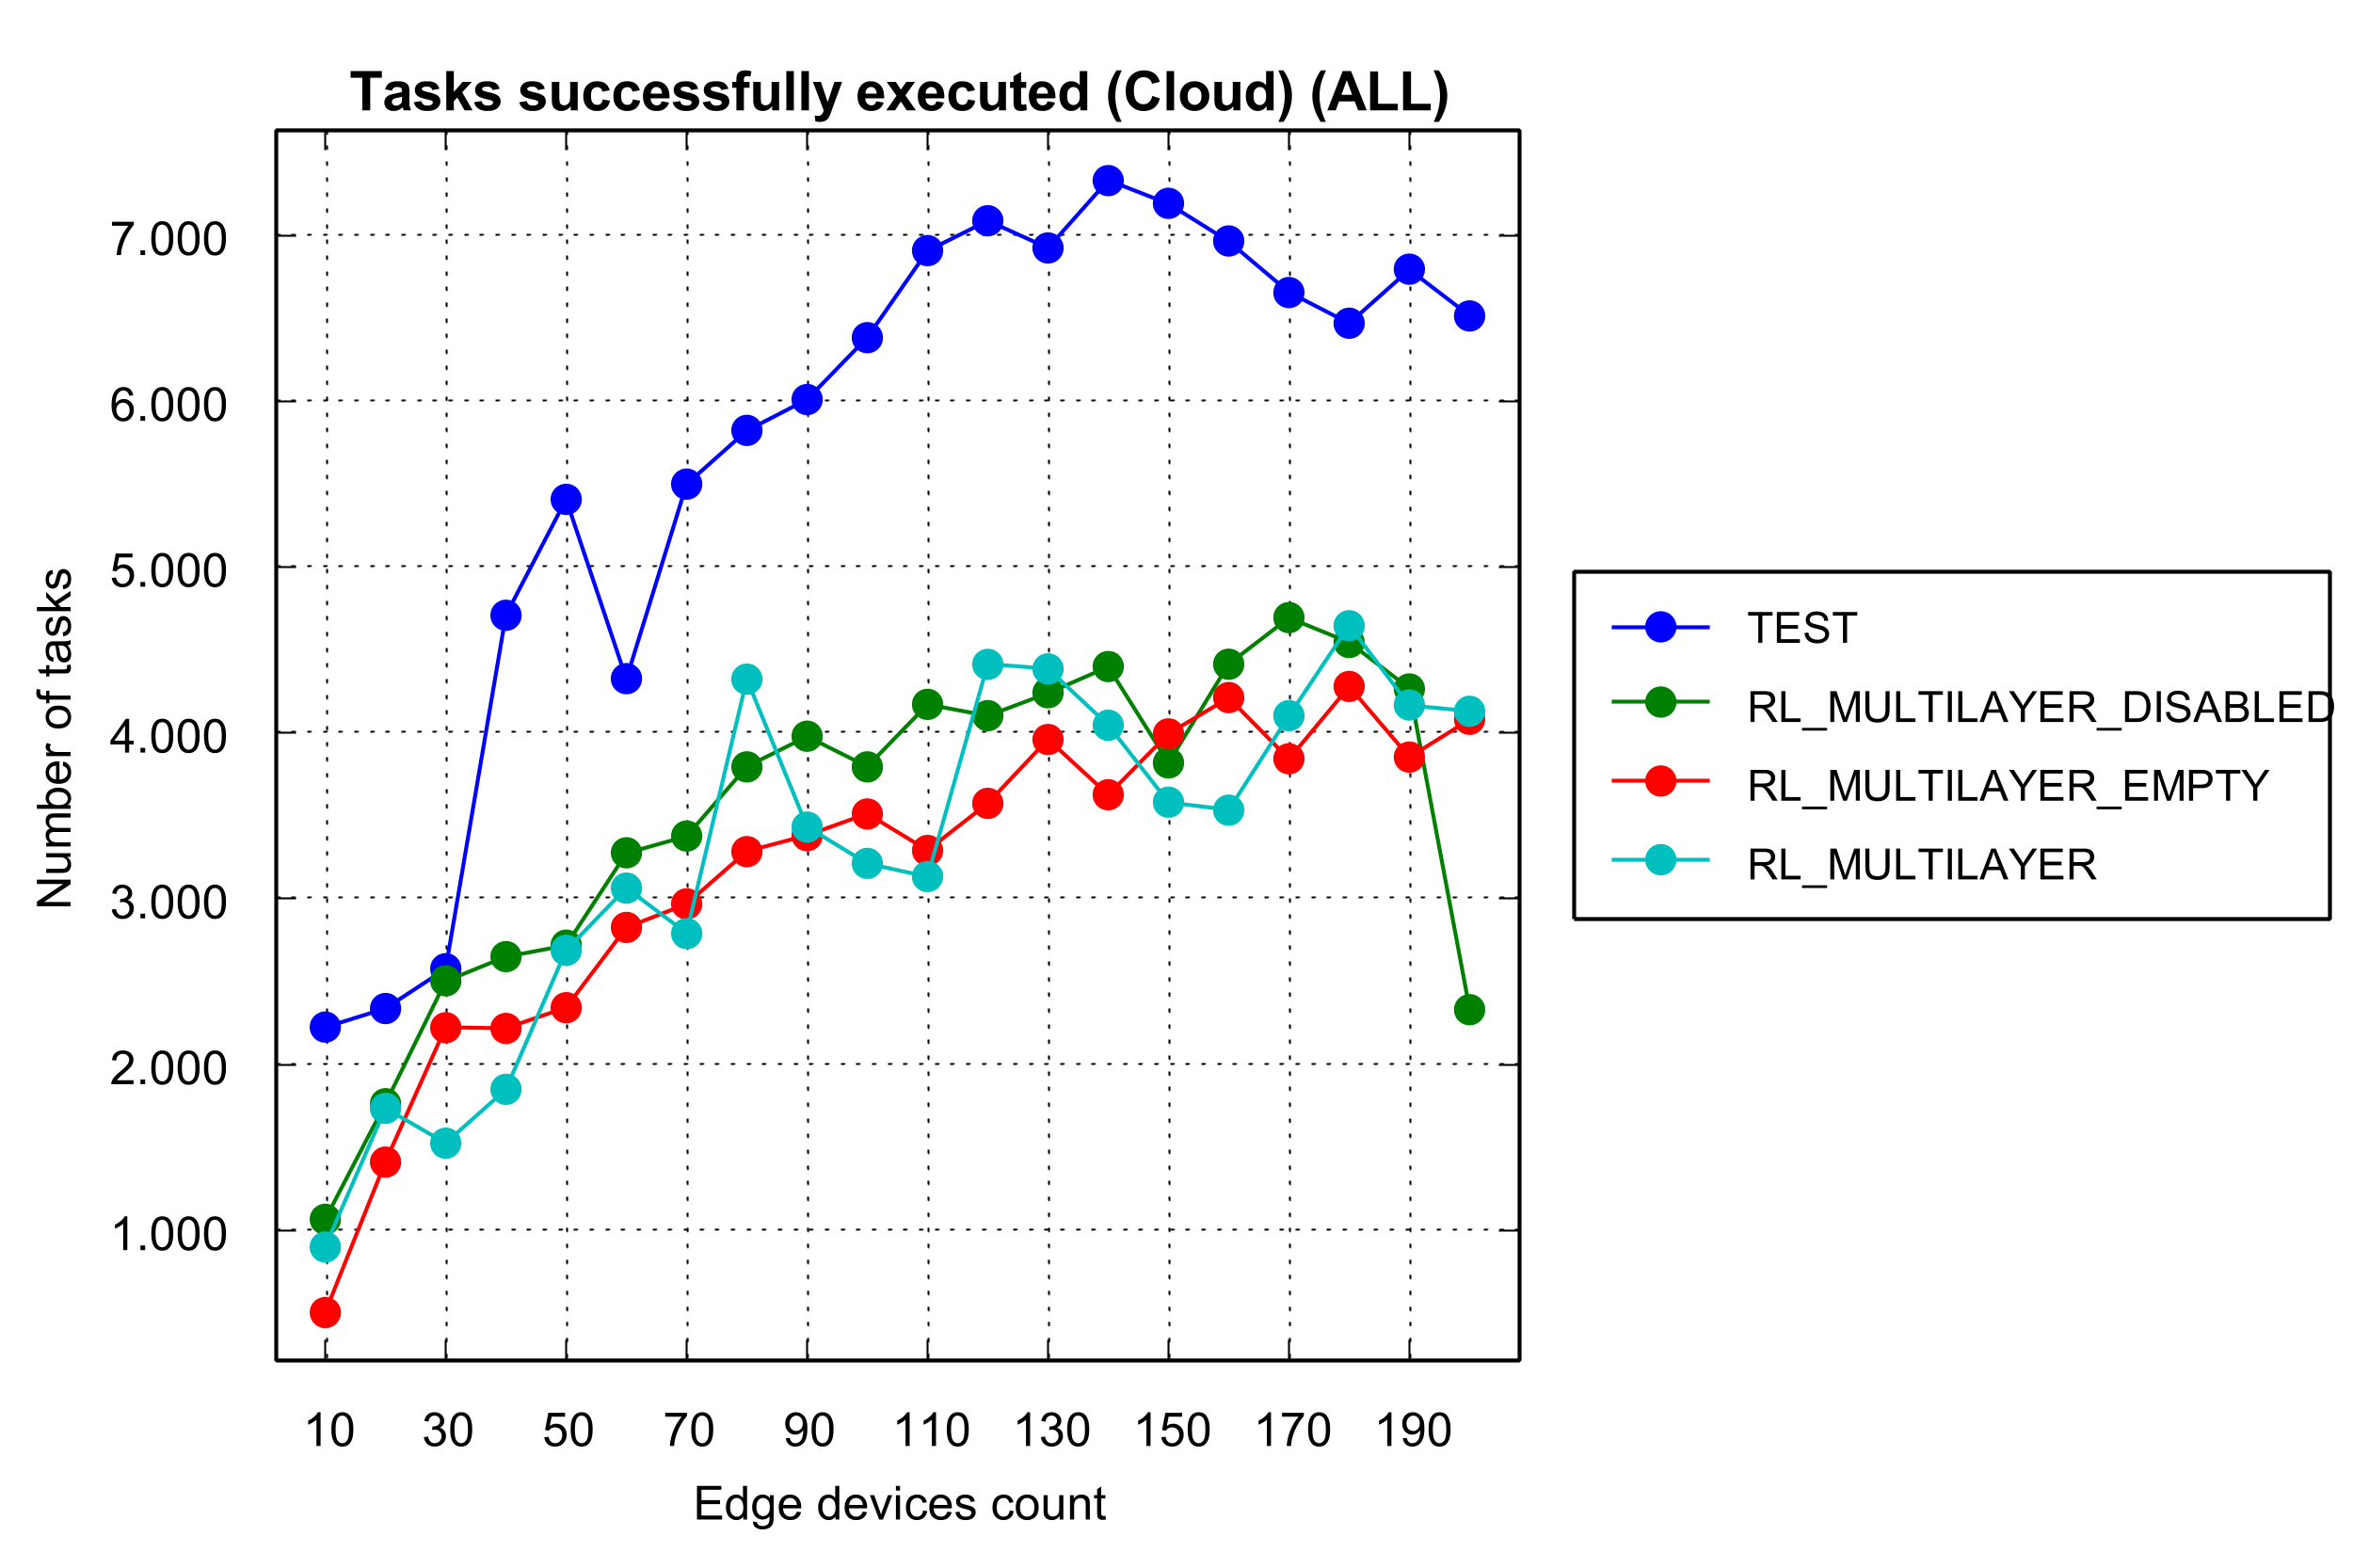 Tasks successfully executed (Cloud) (ALL)
Number of tasks
7.000
6.000
5.000
4.000
3.000
2.000
1.000
10 30 50 70 90 110 130 150 170 190
Edge devices count
TEST
RL_MULTILAYER_DISABLED
RL_MULTILAYER_EMPTY
RL_MULTILAYER